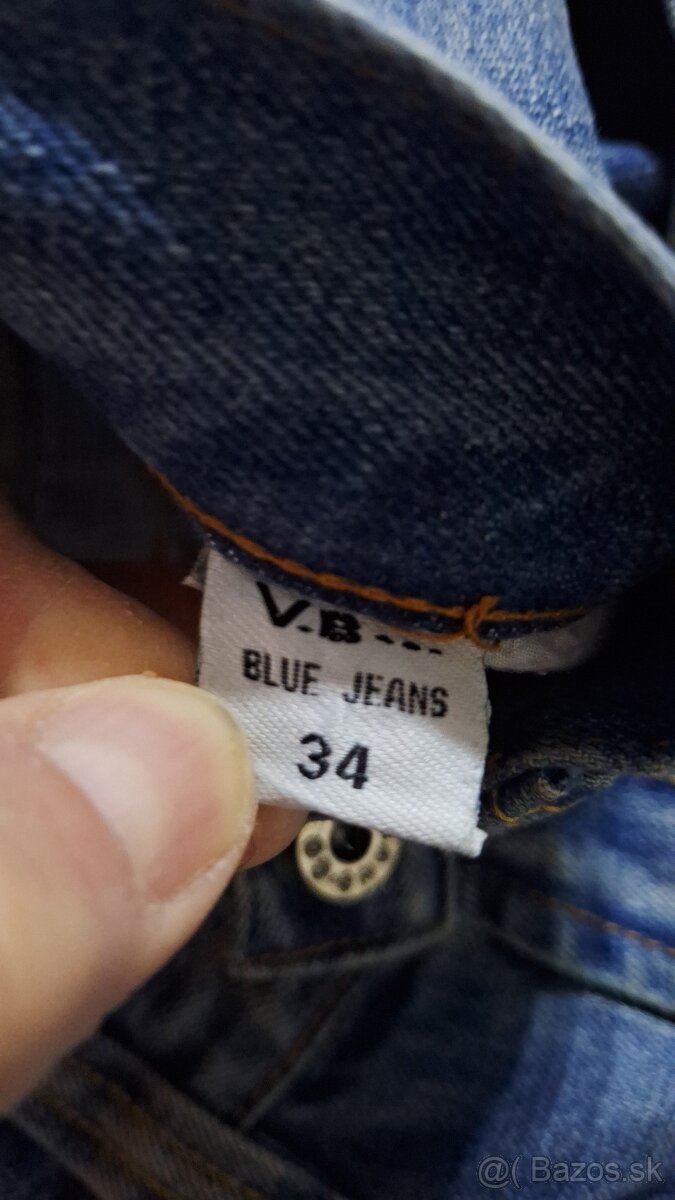 V.B....
BLUE JEANS
34
@( Bazos.sk